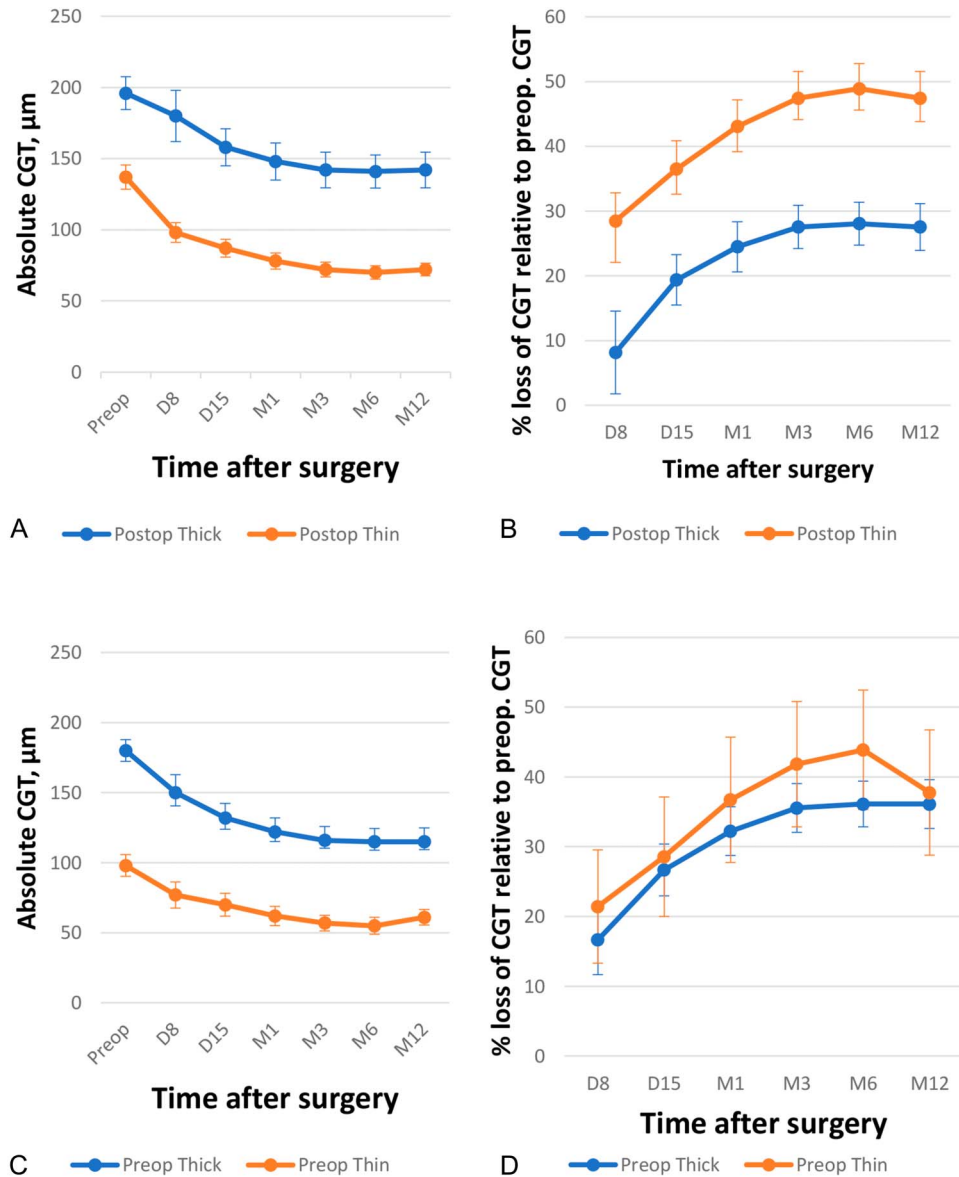 Absolute CGT, µm
250
200
150
100
50
0
Preop D8 D15 M1 M3 M6 M12
Time after surgery
A
Postop Thick Postop Thin
% loss of CGT relative to preop. CGT
60
50
40
30
20
10
0
D8 D15 M1 M3 M6 M12
Time after surgery
B
Postop Thick Postop Thin
Absolute CGT, µm
250
200
150
100
50
0
Preop D8 D15 M1 M3 M6 M12
Time after surgery
C
Preop Thick Preop Thin
% loss of CGT relative to preop. CGT
60
50
40
30
20
10
0
D8 D15 M1 M3 M6 M12
Time after surgery
D
Preop Thick Preop Thin